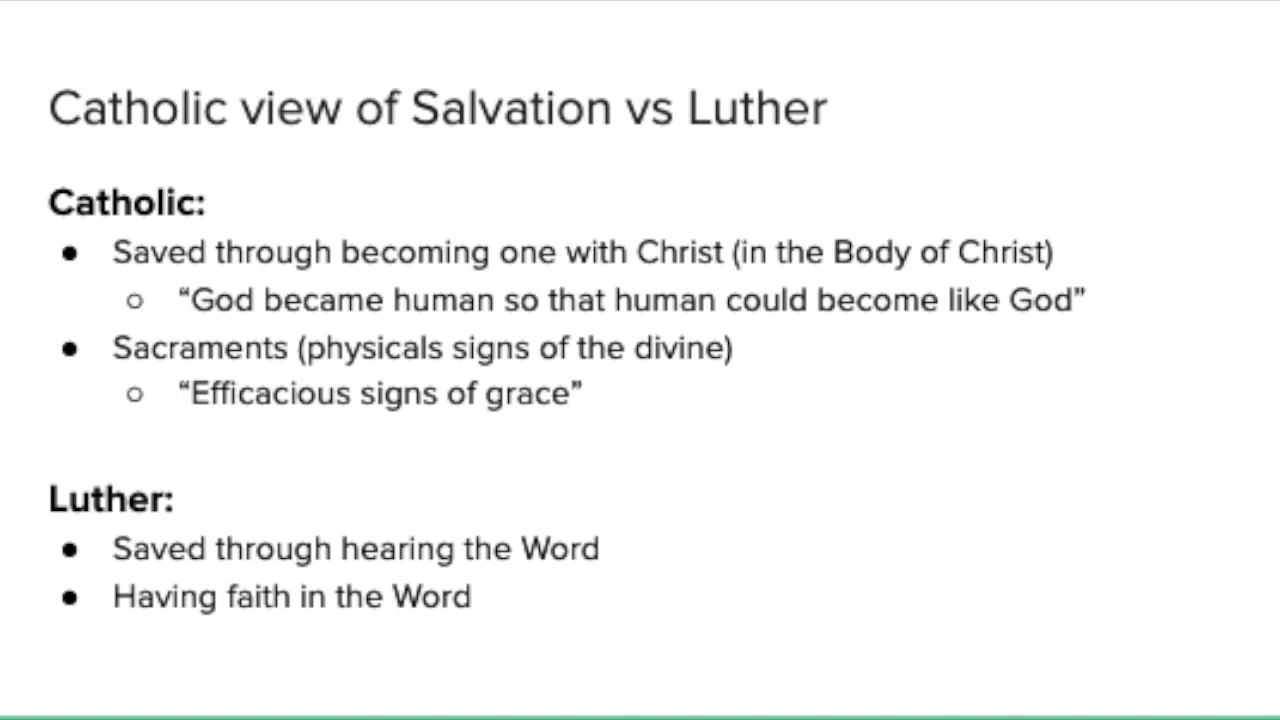 Catholic view of Salvation vs Luther
Catholic:
● Saved through becoming one with Christ (in the Body of Christ)
○ “God became human so that human could become like God”
● Sacraments (physicals signs of the divine)
○ “Efficacious signs of grace”
Luther:
● Saved through hearing the Word
● Having faith in the Word